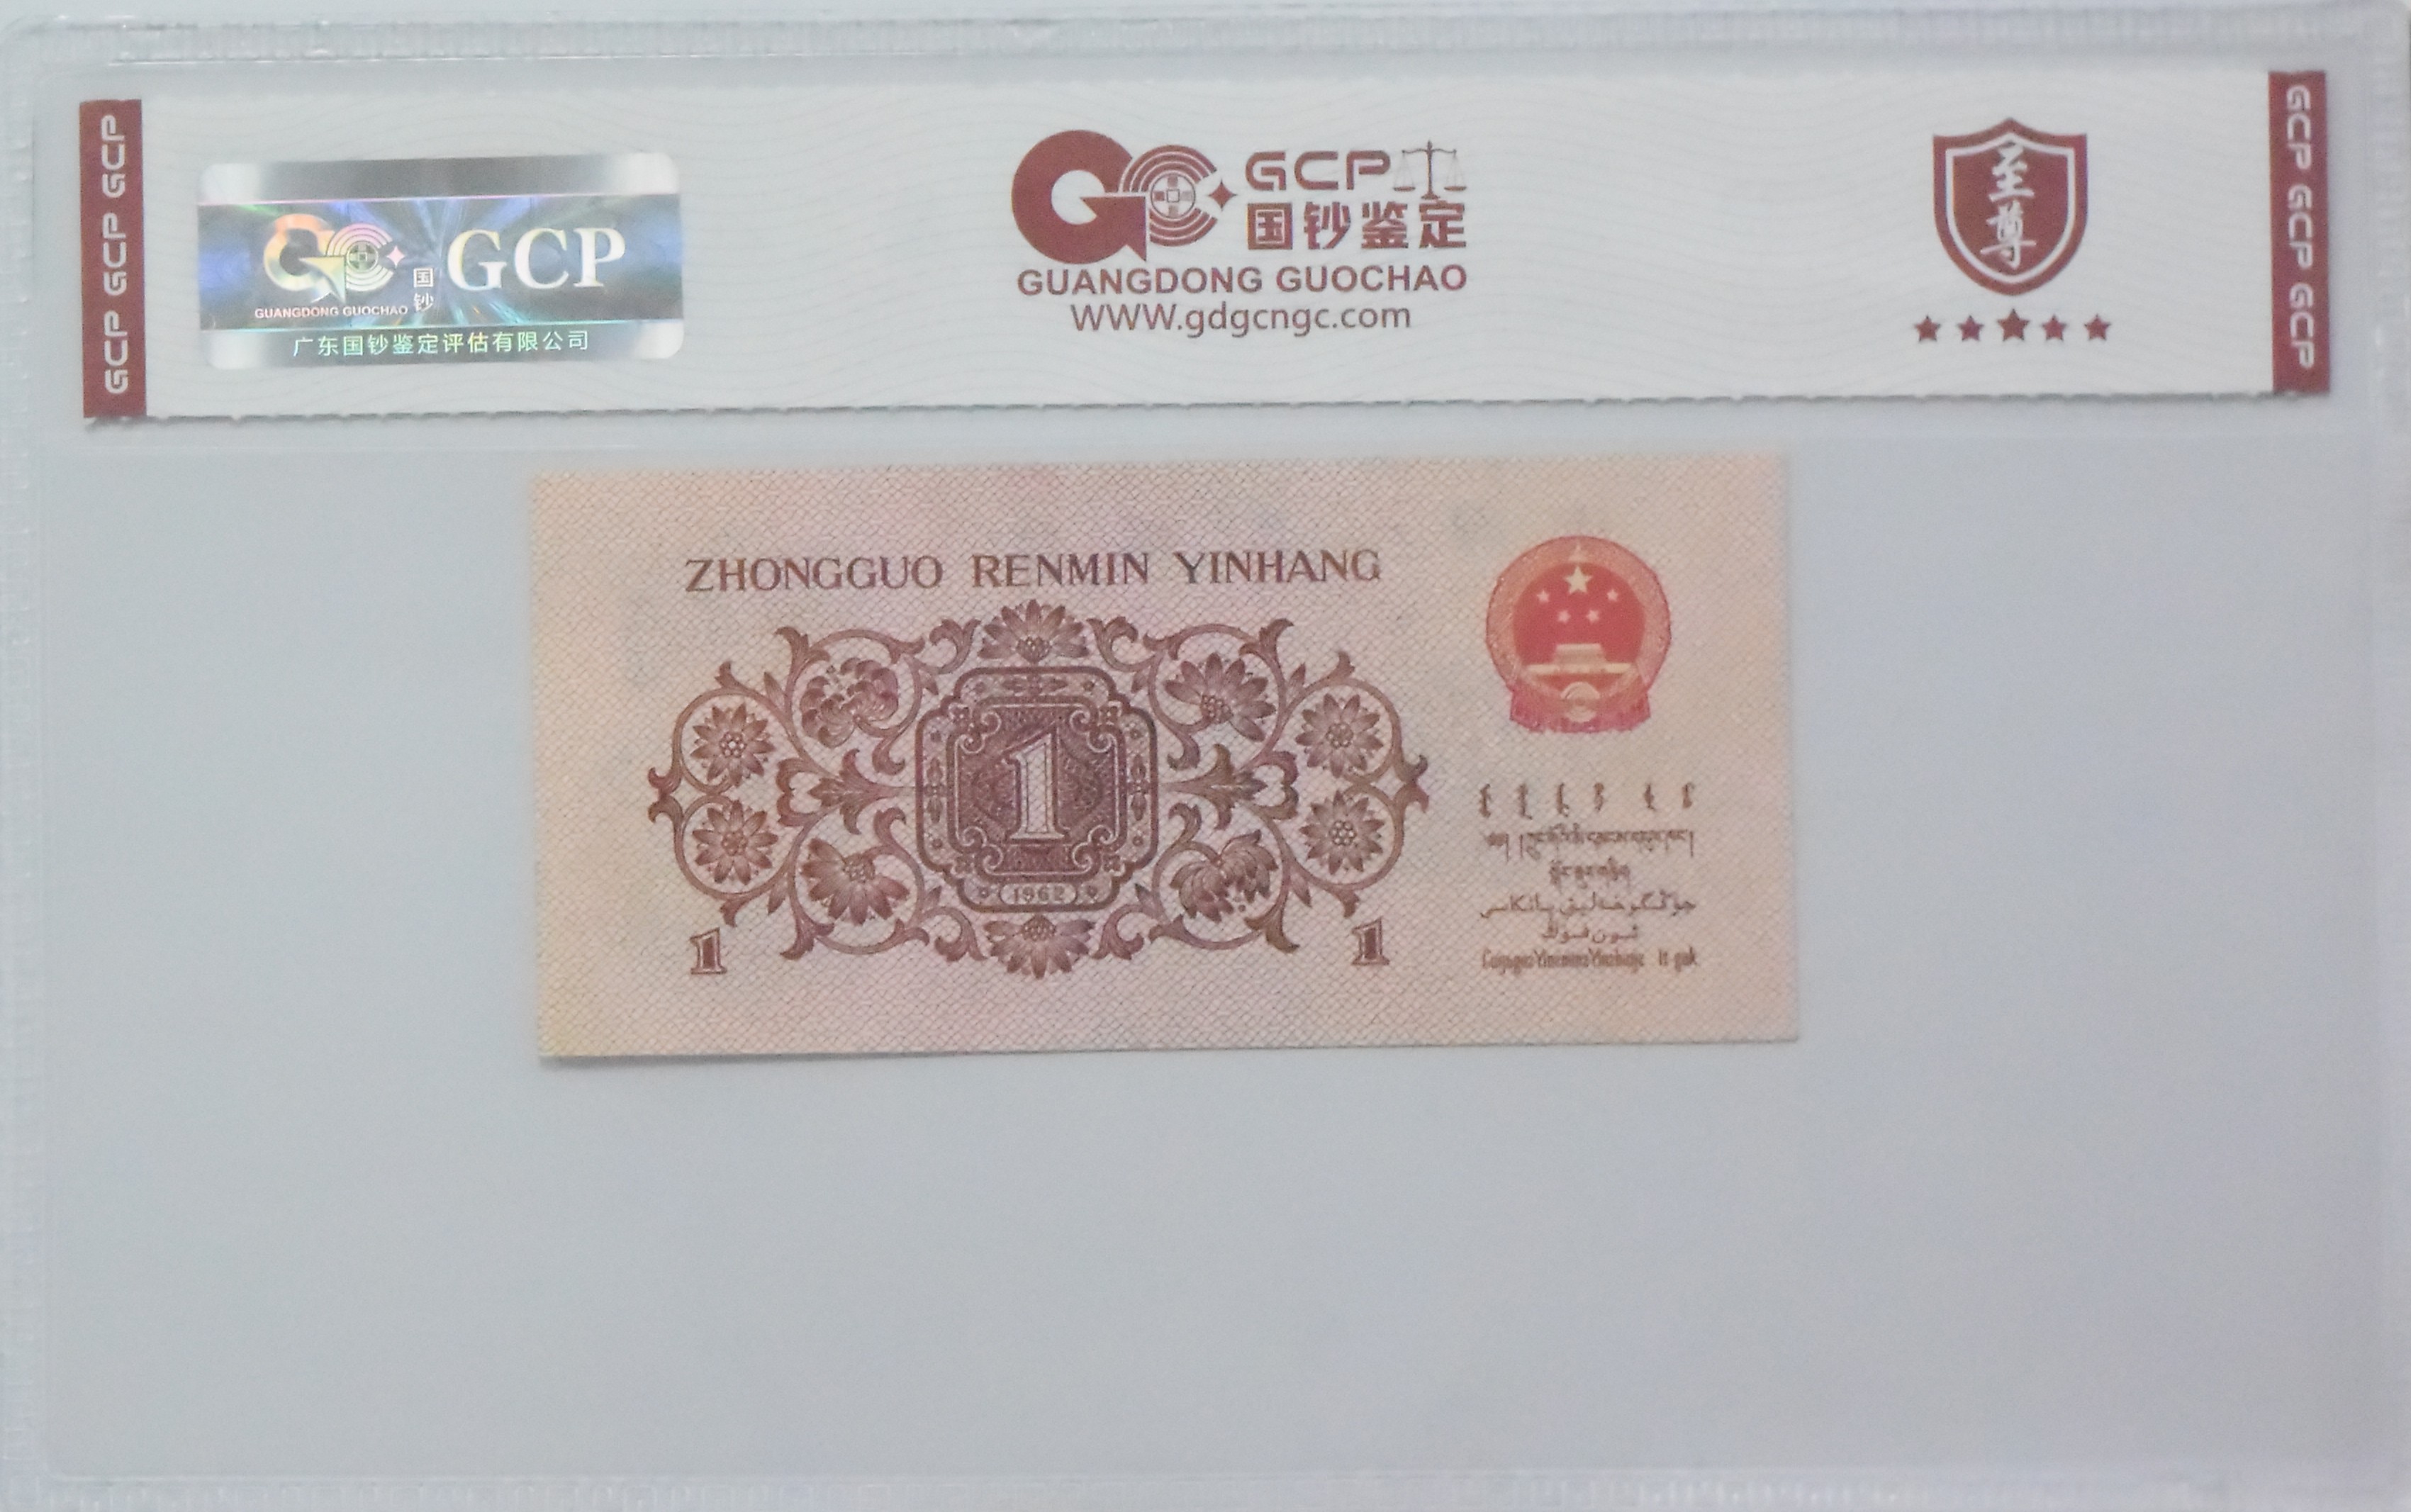 GCP GCP GCP
GCP
国钞
GUANGDONG GUOCHAO
广东国钞鉴定评估有限公司
GCP
国钞鉴定
GUANGDONG GUOCHAO
WWW.gdgcngc.com
至尊
GCP GCP GCP
ZHONGGUO RENMIN YINHANG
1
1962
1
1